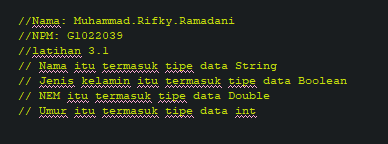 //Nama: Muhammad.Rifky.Ramadani
//NPM: G1022039
//latihan 3.1
// Nama itu termasuk tipe data String
// Jenis kelamin itu termasuk tipe data Boolean
// NEM itu termasuk tipe data Double
// Umur itu termasuk tipe data int